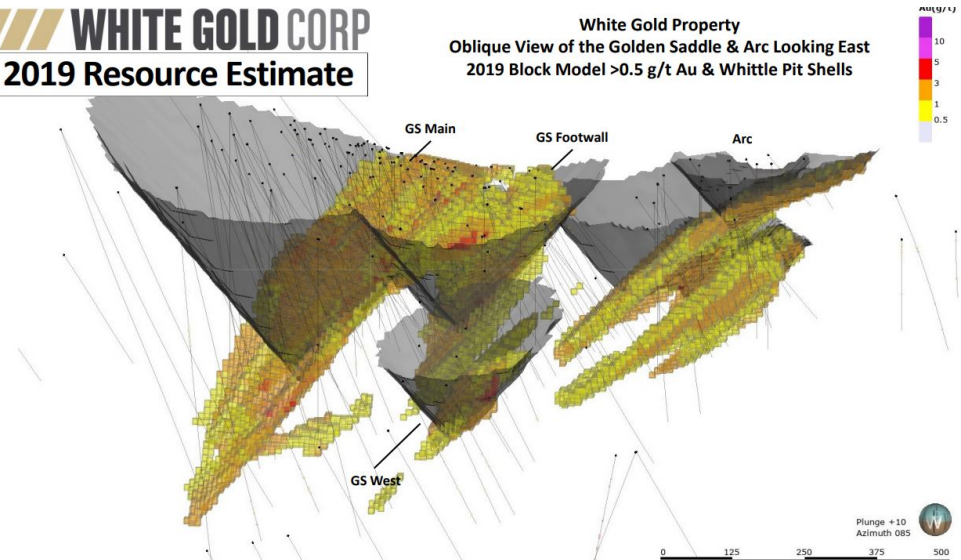 WHITE GOLD CORP
2019 Resource Estimate
White Gold Property
Oblique View of the Golden Saddle & Arc Looking East
2019 Block Model >0.5 g/t Au & Whittle Pit Shells
Au(g/t)
10
5
3
1
0.5
GS Main
GS Footwall
Arc
GS West
Plunge +10
Azimuth 085
W
0 125 250 375 500